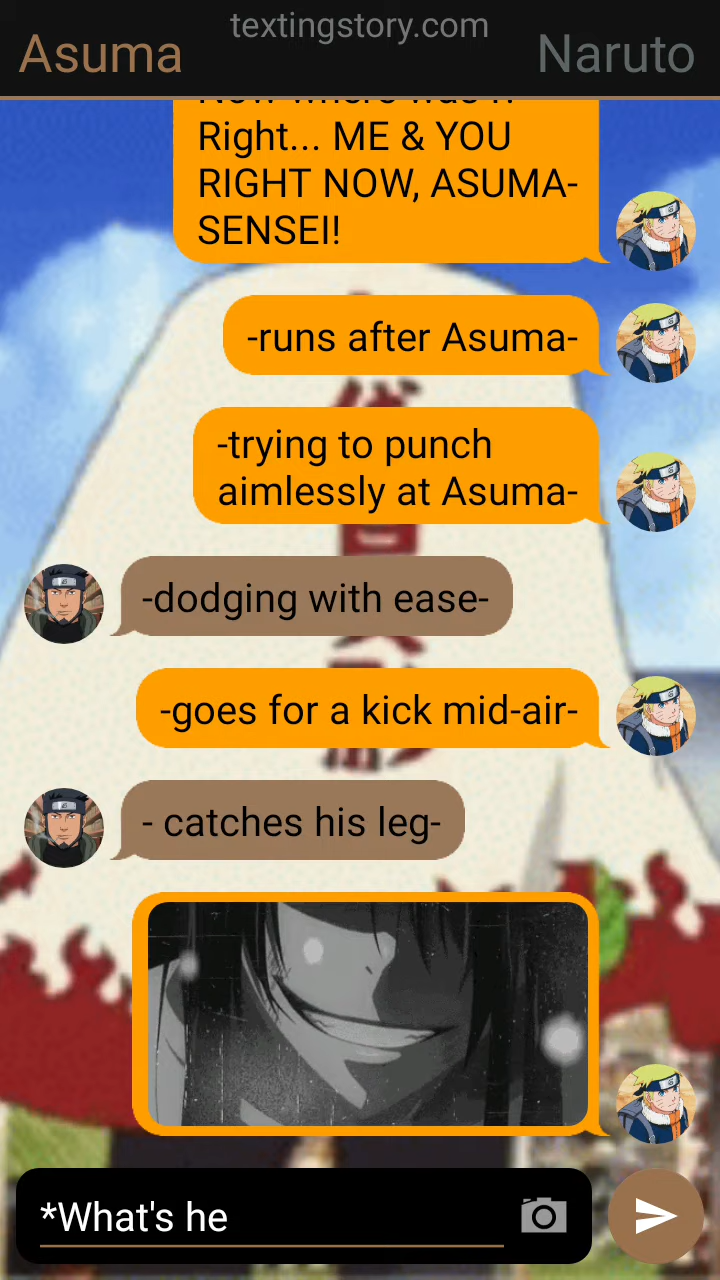 textingstory.com
Asuma
Naruto
Right... ME & YOU
RIGHT NOW, ASUMA-
SENSEI!
-runs after Asuma-
-trying to punch
aimlessly at Asuma-
-dodging with ease-
-goes for a kick mid-air-
- catches his leg-
*What's he